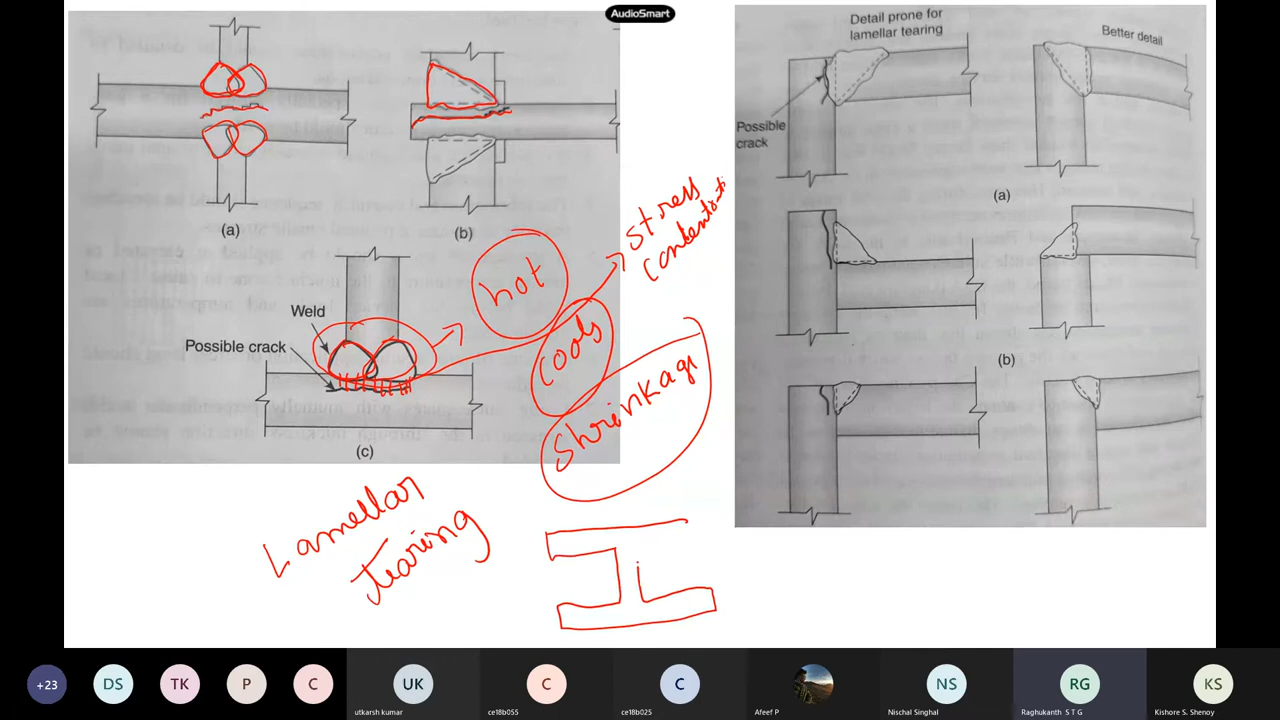 AudioSmart
(a)
(b)
Weld
Possible crack
(c)
hot
cools
shrinkage
stress
Lamellar
Tearing
Detail prone for
lamellar tearing
Better detail
Possible
crack
(a)
(b)
+23
DS
TK
P
C
UK
utkarsh kumar
C
ce18b055
C
ce18b025
Afeef P
NS
Nischal Singhal
RG
Raghukanth S T G
KS
Kishore S. Shenoy